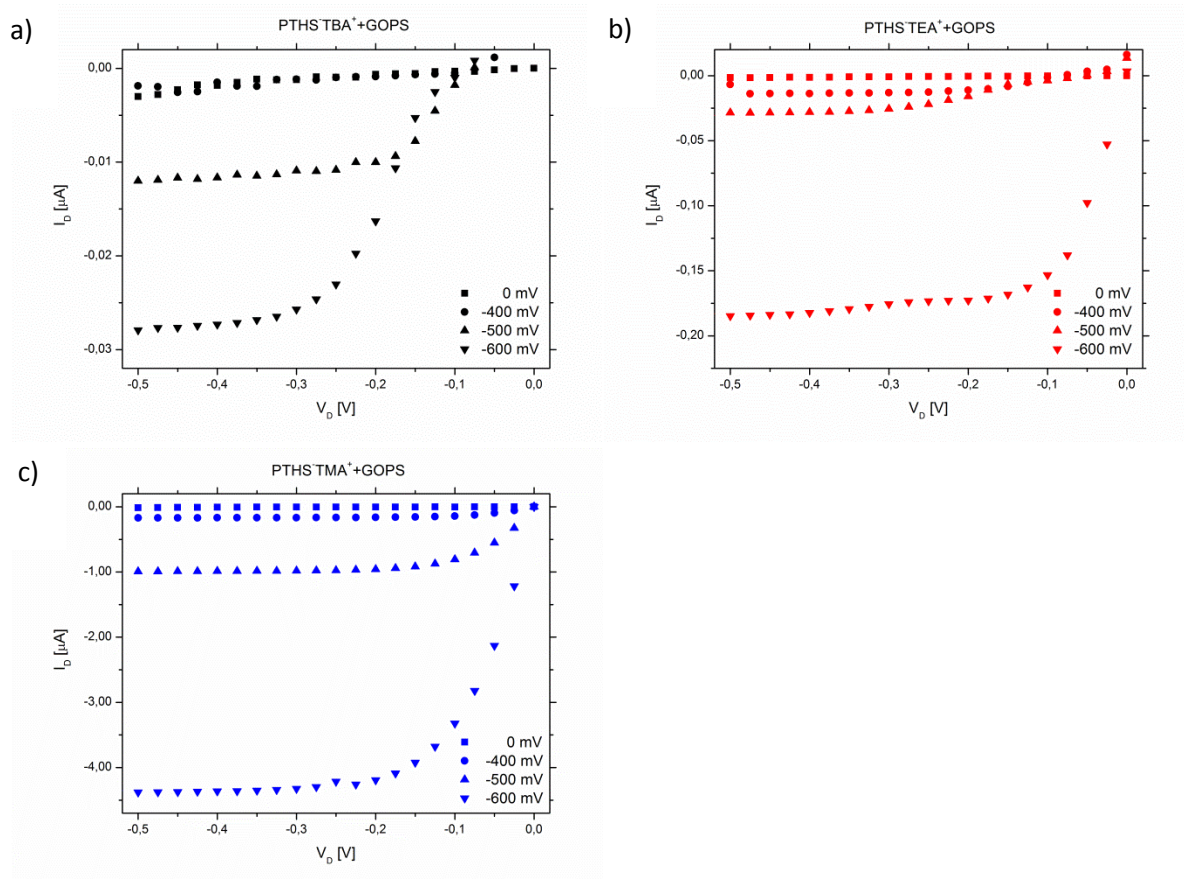 a)
PTHS⁻TBA⁺+GOPS
0,00
-0,01
-0,02
-0,03
I_D [µA]
0 mV
-400 mV
-500 mV
-600 mV
-0,5 -0,4 -0,3 -0,2 -0,1 0,0
V_D [V]
b)
PTHS⁻TEA⁺+GOPS
0,00
-0,05
-0,10
-0,15
-0,20
I_D [µA]
0 mV
-400 mV
-500 mV
-600 mV
-0,5 -0,4 -0,3 -0,2 -0,1 0,0
V_D [V]
c)
PTHS⁻TMA⁺+GOPS
0,00
-1,00
-2,00
-3,00
-4,00
I_D [µA]
0 mV
-400 mV
-500 mV
-600 mV
-0,5 -0,4 -0,3 -0,2 -0,1 0,0
V_D [V]